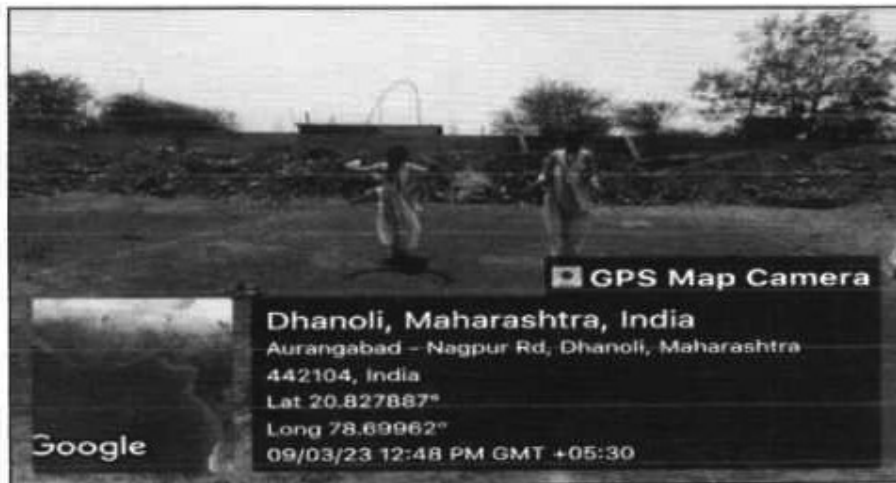 GPS Map Camera
Dhanoli, Maharashtra, India
Aurangabad - Nagpur Rd, Dhanoli, Maharashtra
442104, India
Lat 20.827887°
Long 78.69962°
09/03/23 12:48 PM GMT +05:30
Google